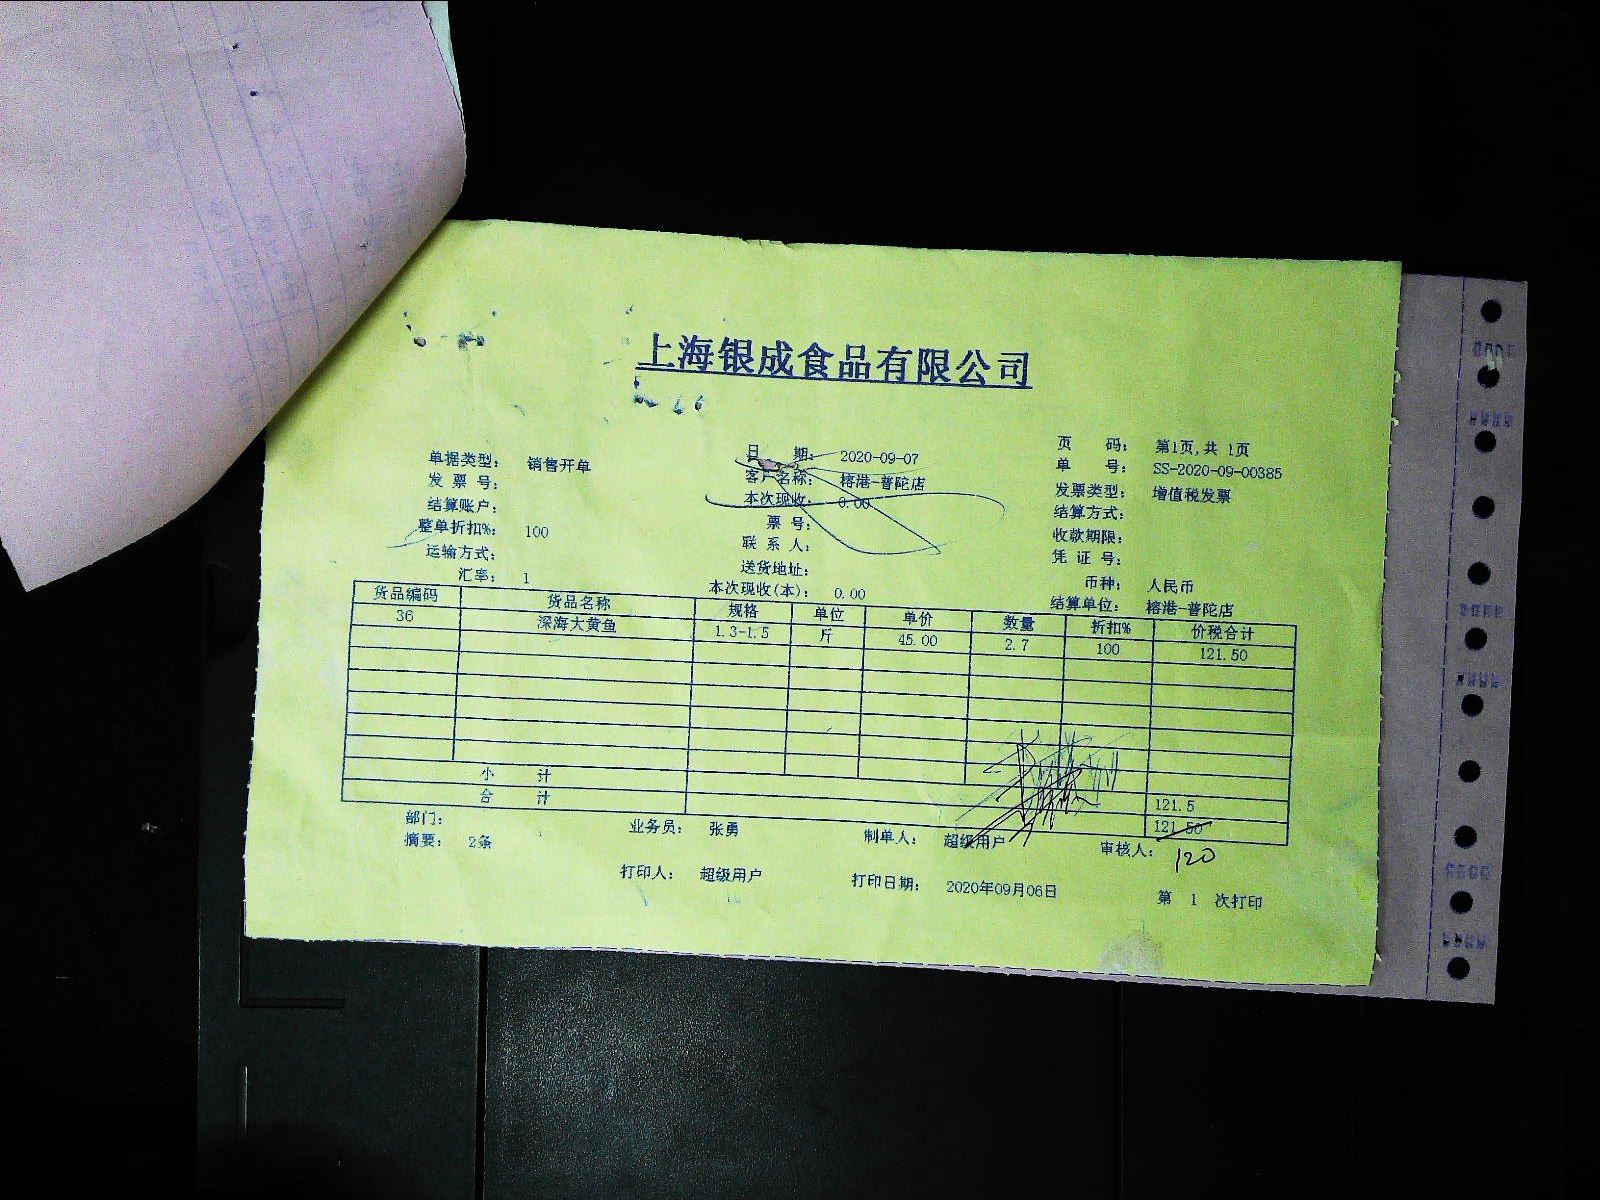 上海银成食品有限公司
页 码： 第1页,共 1页
单据类型： 销售开单 日 期： 2020-09-07 单 号： SS-2020-09-00385
发 票 号： 客户名称： 榕港-普陀店 发票类型： 增值税发票
结算账户： 本次现收： 0.00 结算方式：
整单折扣%： 100 票 号： 收款期限：
运输方式： 联 系 人： 凭 证 号：
汇率： 1 送货地址： 币种： 人民币
本次现收(本)： 0.00 结算单位： 榕港-普陀店
货品编码 货品名称 规格 单位 单价 数量 折扣% 价税合计
36 深海大黄鱼 1.3-1.5 斤 45.00 2.7 100 121.50
小 计 121.5
合 计 121.50
部门： 业务员： 张勇 制单人： 超级用户 审核人： 120
摘要： 2条
打印人： 超级用户 打印日期： 2020年09月06日 第 1 次打印